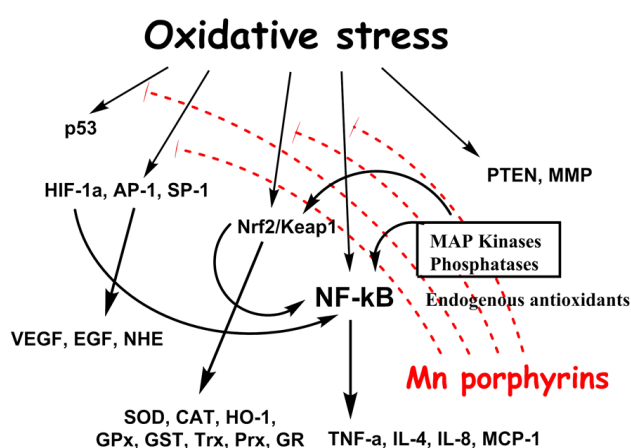 Oxidative stress
p53
PTEN, MMP
HIF-1a, AP-1, SP-1
Nrf2/Keap1
MAP Kinases
Phosphatases
NF-kB
Endogenous antioxidants
VEGF, EGF, NHE
Mn porphyrins
SOD, CAT, HO-1,
GPx, GST, Trx, Prx, GR
TNF-a, IL-4, IL-8, MCP-1